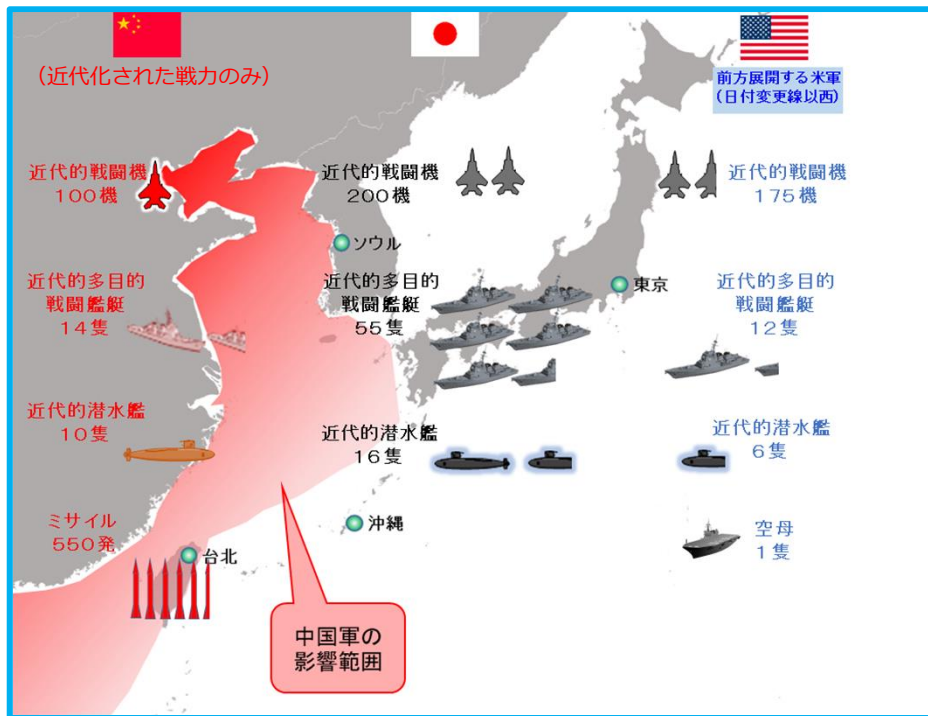 (近代化された戦力のみ)
前方展開する米軍
(日付変更線以西)
近代的戦闘機
100機
近代的戦闘機
200機
近代的戦闘機
175機
ソウル
東京
近代的多目的
戦闘艦艇
14隻
近代的多目的
戦闘艦艇
55隻
近代的多目的
戦闘艦艇
12隻
近代的潜水艦
10隻
近代的潜水艦
16隻
近代的潜水艦
6隻
ミサイル
550発
沖縄
空母
1隻
台北
中国軍の
影響範囲